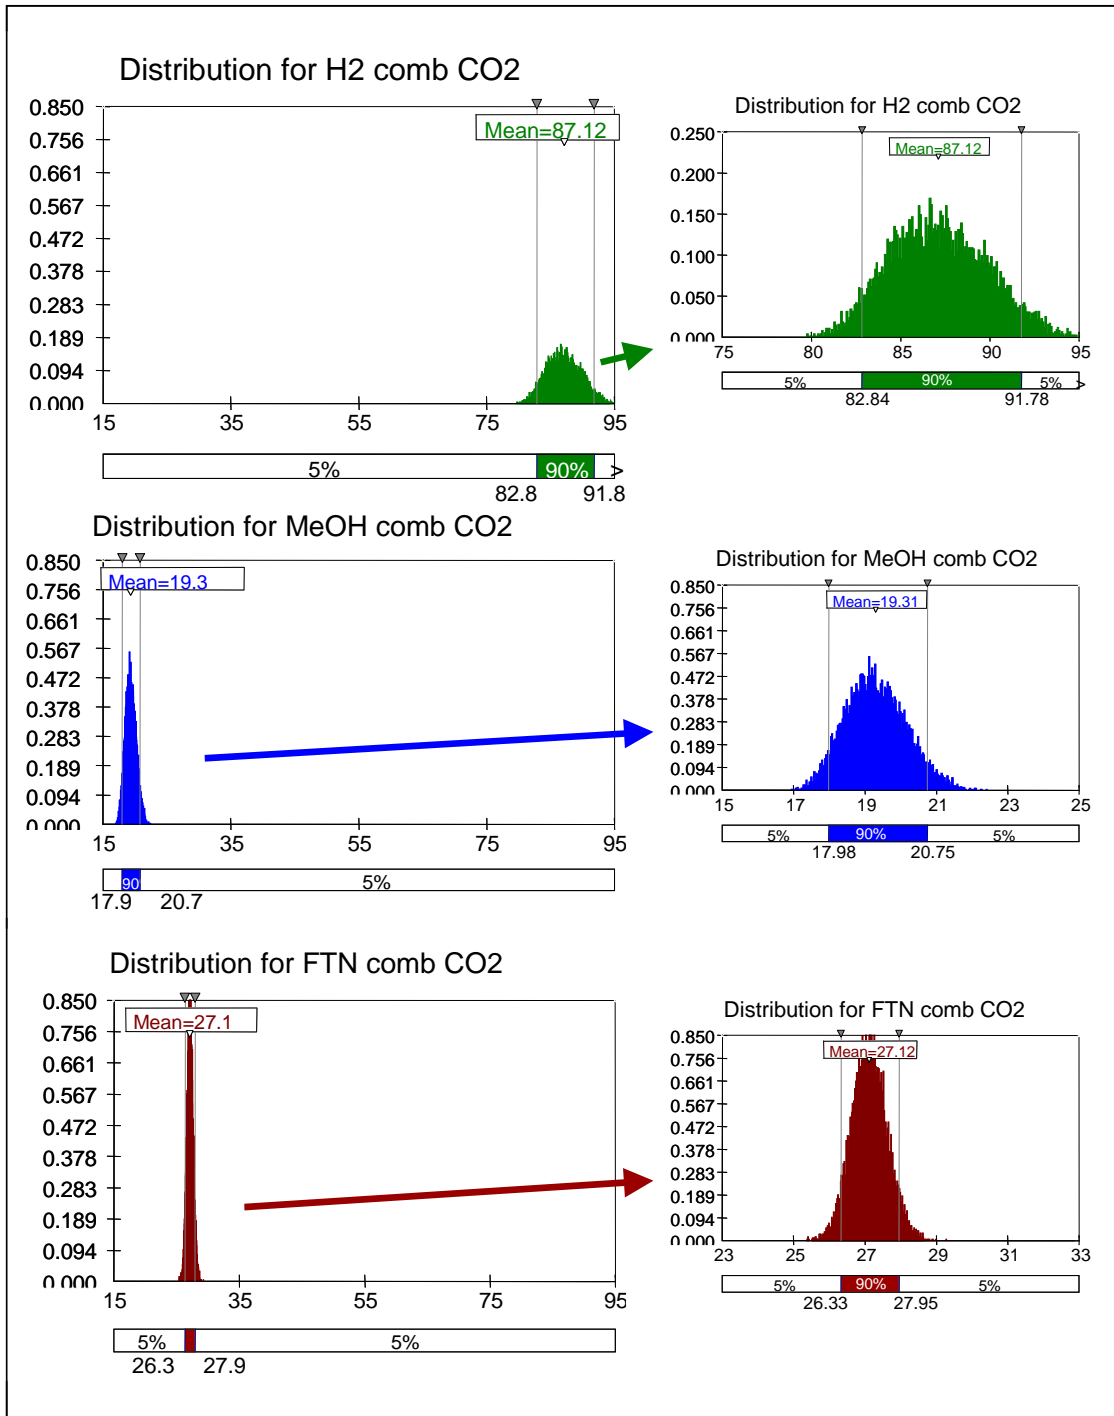 Distribution for H2 comb CO2
0.850
0.756
0.661
0.567
0.472
0.378
0.283
0.189
0.094
0.000
Mean=87.12
15 35 55 75 95
5% 90% >
82.8 91.8
Distribution for H2 comb CO2
0.250
0.200
0.150
0.100
0.050
0.000
Mean=87.12
75 80 85 90 95
5% 90% 5% >
82.84 91.78
Distribution for MeOH comb CO2
0.850
0.756
0.661
0.567
0.472
0.378
0.283
0.189
0.094
0.000
Mean=19.3
15 35 55 75 95
90 5%
17.9 20.7
Distribution for MeOH comb CO2
0.850
0.756
0.661
0.567
0.472
0.378
0.283
0.189
0.094
0.000
Mean=19.31
15 17 19 21 23 25
5% 90% 5%
17.98 20.75
Distribution for FTN comb CO2
0.850
0.756
0.661
0.567
0.472
0.378
0.283
0.189
0.094
0.000
Mean=27.1
15 35 55 75 95
5% 5%
26.3 27.9
Distribution for FTN comb CO2
0.850
0.756
0.661
0.567
0.472
0.378
0.283
0.189
0.094
0.000
Mean=27.12
23 25 27 29 31 33
5% 90% 5%
26.33 27.95